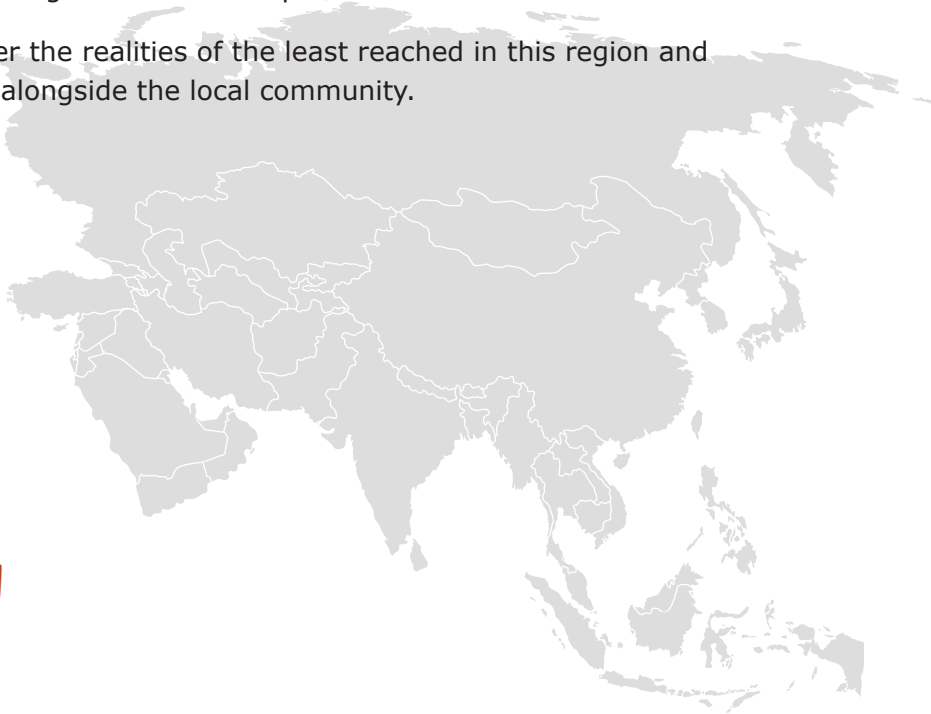 er the realities of the least reached in this region and
alongside the local community.